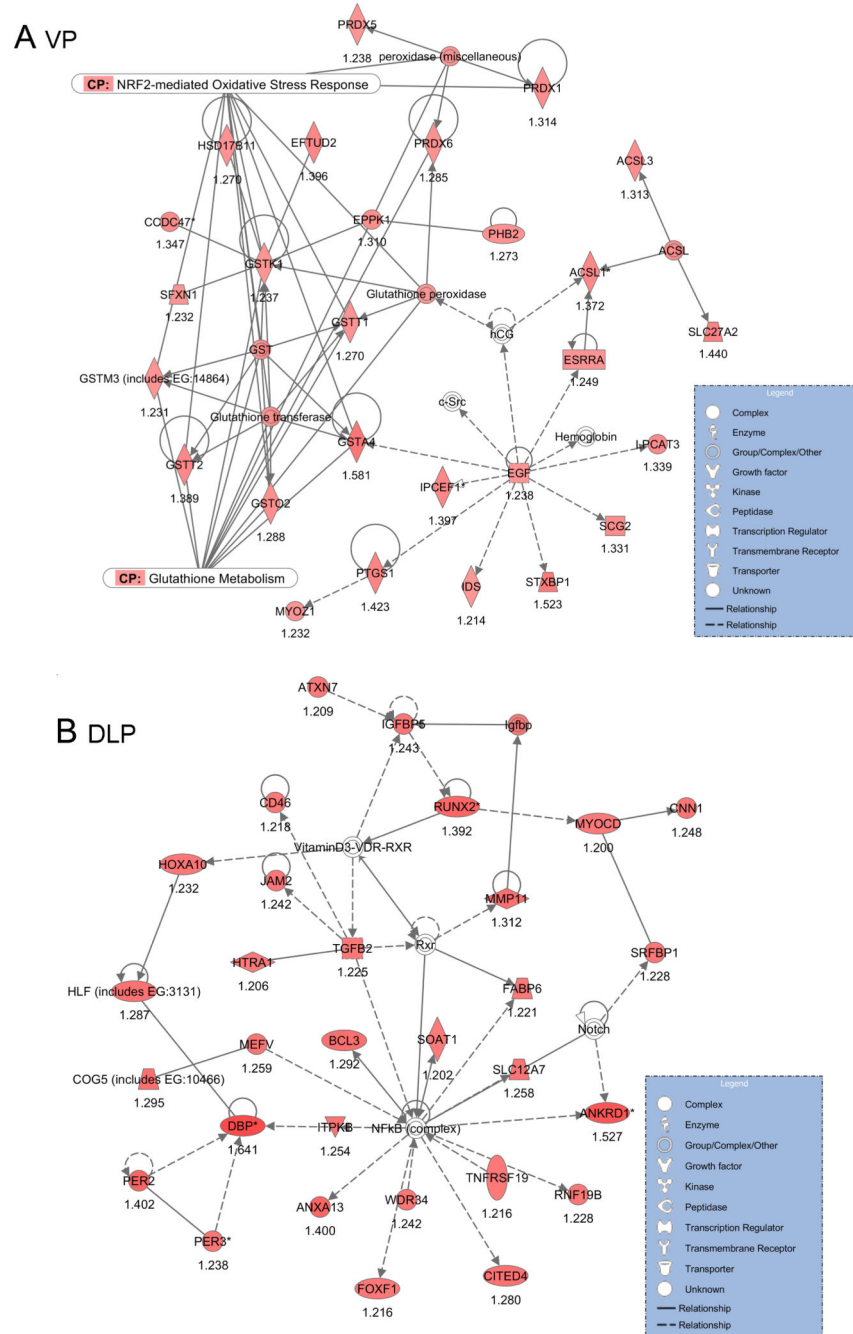 A VP
PRDX5
1.238
peroxidase (miscellaneous)
CP: NRF2-mediated Oxidative Stress Response
PRDX1
1.314
HSD17B11
1.270
EFTUD2
1.396
PRDX6
1.285
ACSL3
1.313
CCDC47*
1.347
EPPK1
1.310
PHB2
1.273
ACSL
GSTK1
1.237
SFXN1
1.232
Glutathione peroxidase
ACSL1*
1.372
GSTT1
1.270
hCG
SLC27A2
1.440
GST
ESRRA
1.249
GSTM3 (includes EG:14864)
1.231
c-Src
Glutathione transferase
Hemoglobin
LPCAT3
1.339
GSTT2
1.389
GSTA4
1.581
EGF
1.238
IPCEF1*
1.397
GSTO2
1.288
SCG2
1.331
CP: Glutathione Metabolism
PTGS1
1.423
IDS
1.214
STXBP1
1.523
MYOZ1
1.232
Legend
Complex
Enzyme
Group/Complex/Other
Growth factor
Kinase
Peptidase
Transcription Regulator
Transmembrane Receptor
Transporter
Unknown
Relationship
Relationship
B DLP
ATXN7
1.209
IGFBP5
1.243
Igfbp
CD46
1.218
RUNX2*
1.392
MYOCD
1.200
CNN1
1.248
VitaminD3-VDR-RXR
HOXA10
1.232
JAM2
1.242
MMP11
1.312
HTRA1
1.206
TGFB2
1.225
Rxr
SRFBP1
1.228
HLF (includes EG:3131)
1.287
FABP6
1.221
Notch
MEFV
1.259
BCL3
1.292
SOAT1
1.202
COG5 (includes EG:10466)
1.295
SLC12A7
1.258
DBP*
1.641
ITPKB
1.254
NFkB (complex)
ANKRD1*
1.527
PER2
1.402
TNFRSF19
1.216
RNF19B
1.228
ANXA13
1.400
WDR34
1.242
PER3*
1.238
FOXF1
1.216
CITED4
1.280
Legend
Complex
Enzyme
Group/Complex/Other
Growth factor
Kinase
Peptidase
Transcription Regulator
Transmembrane Receptor
Transporter
Unknown
Relationship
Relationship